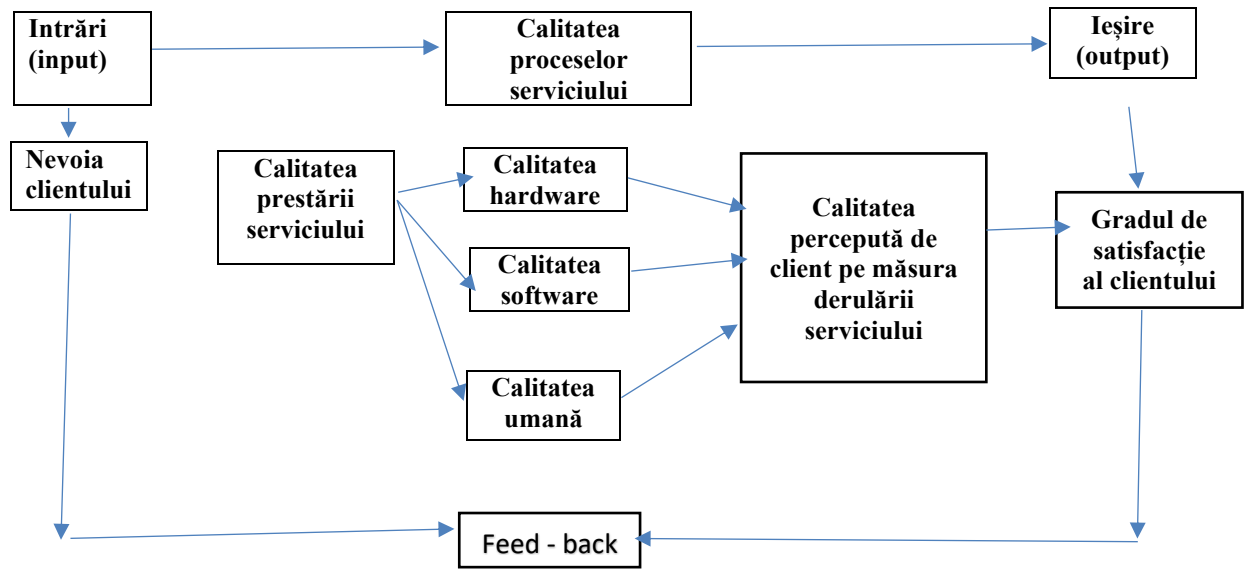 Intrări
(input)
Calitatea
proceselor
serviciului
Ieșire
(output)
Nevoia
clientului
Calitatea
prestării
serviciului
Calitatea
hardware
Calitatea
software
Calitatea
umană
Calitatea
percepută de
client pe măsura
derulării
serviciului
Gradul de
satisfacție
al clientului
Feed - back